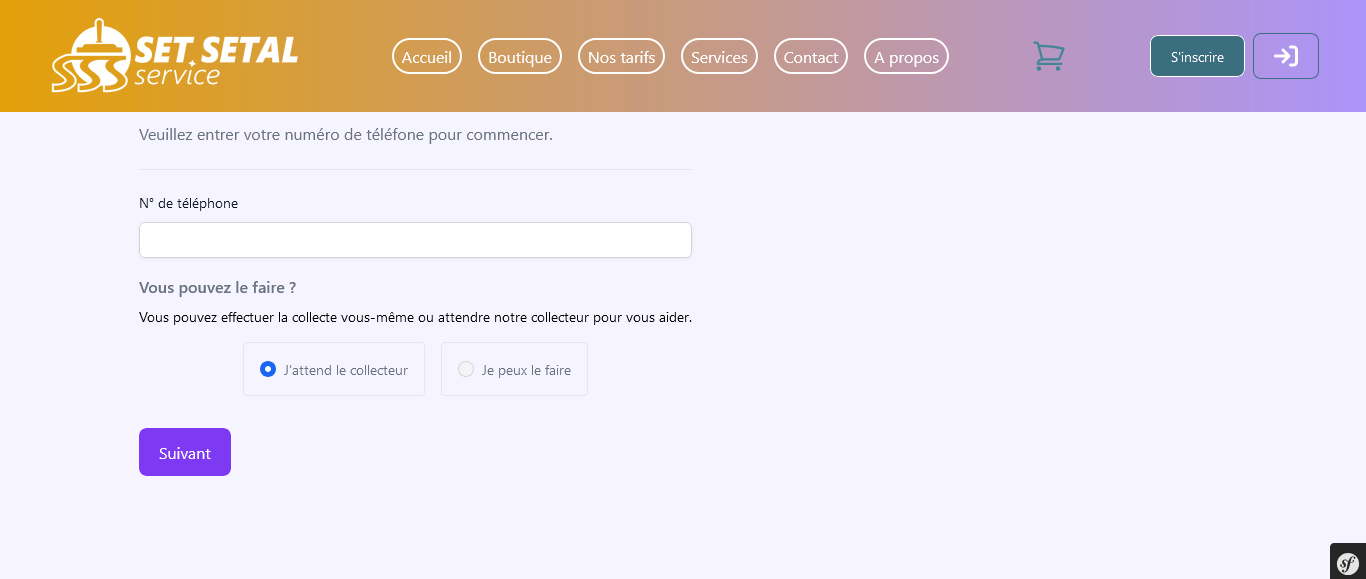 SET SETAL
service
Accueil
Boutique
Nos tarifs
Services
Contact
A propos
S'inscrire
Veuillez entrer votre numéro de téléfone pour commencer.
N° de téléphone
Vous pouvez le faire ?
Vous pouvez effectuer la collecte vous-même ou attendre notre collecteur pour vous aider.
J'attend le collecteur
Je peux le faire
Suivant
sf